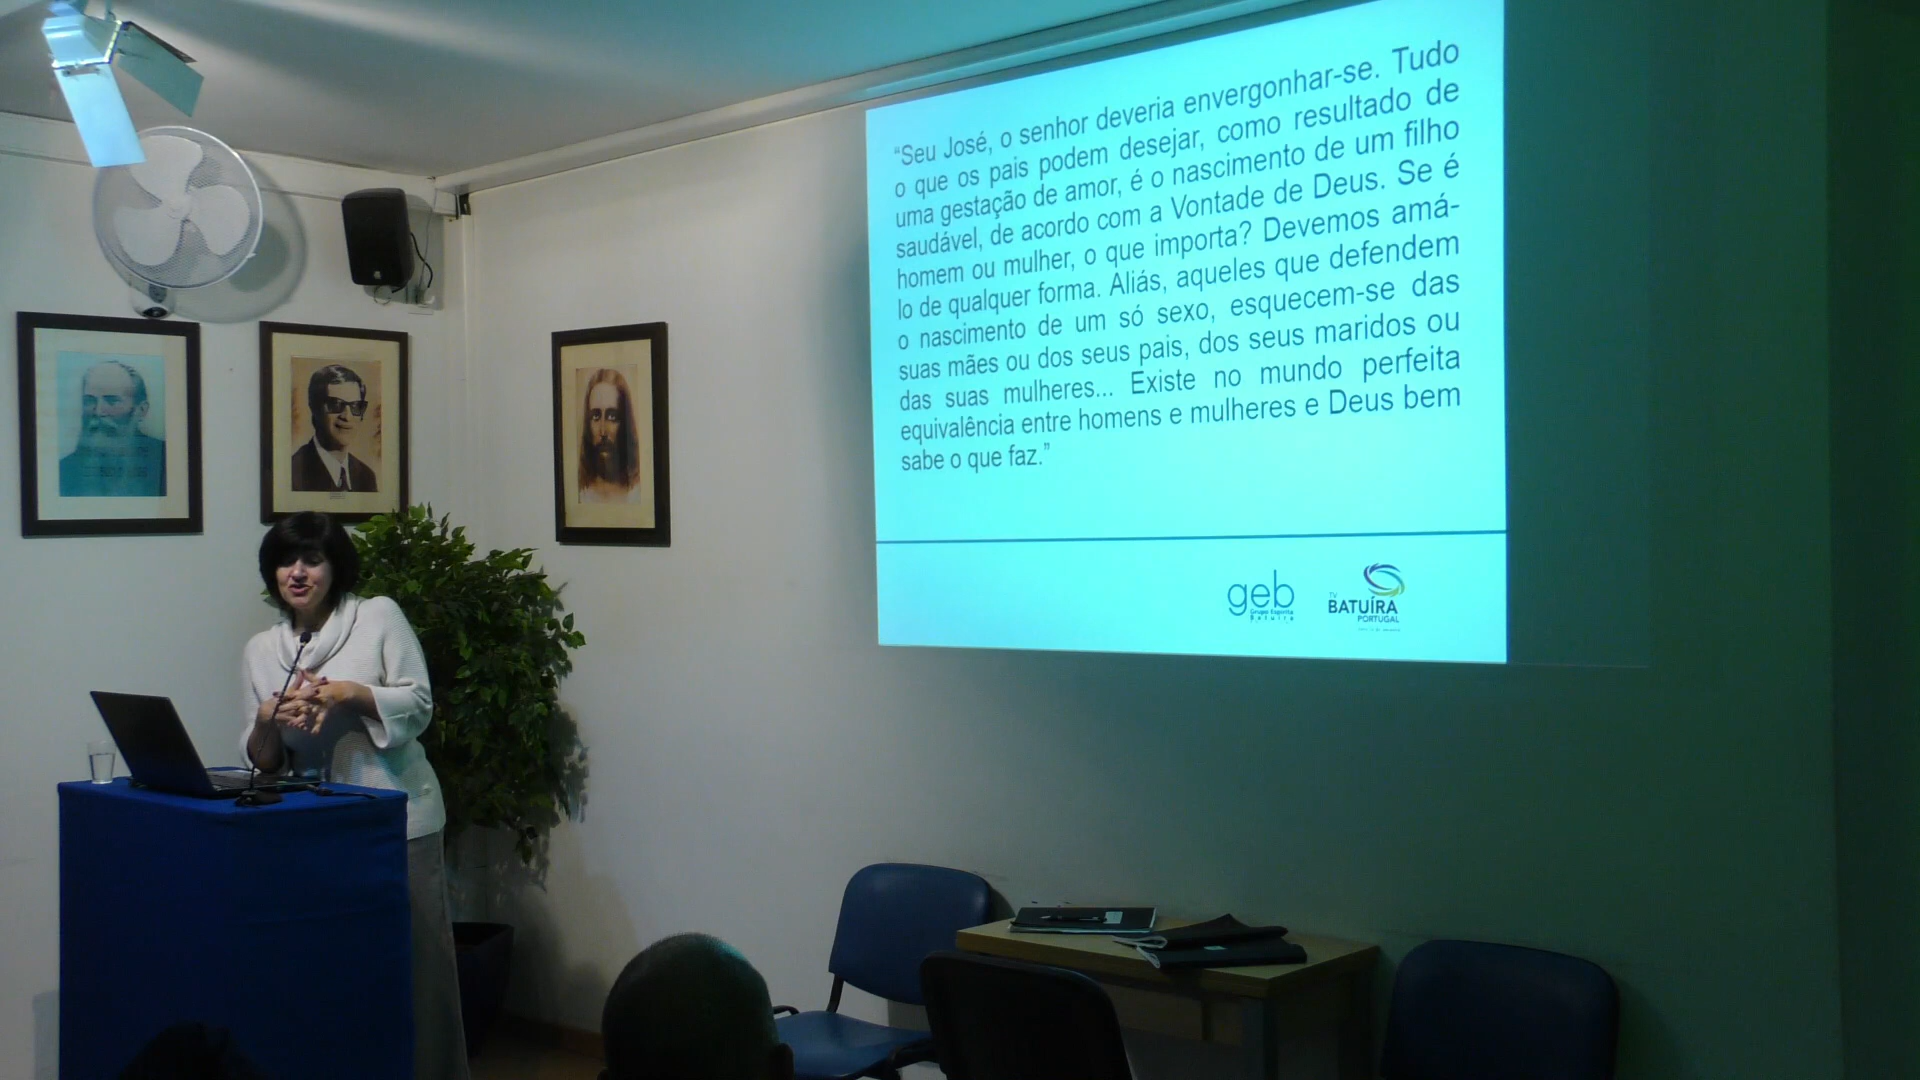 “Seu José, o senhor deveria envergonhar-se. Tudo
o que os pais podem desejar, como resultado de
uma gestação de amor, é o nascimento de um filho
saudável, de acordo com a Vontade de Deus. Se é
homem ou mulher, o que importa? Devemos amá-
lo de qualquer forma. Aliás, aqueles que defendem
o nascimento de um só sexo, esquecem-se das
suas mães ou dos seus pais, dos seus maridos ou
das suas mulheres... Existe no mundo perfeita
equivalência entre homens e mulheres e Deus bem
sabe o que faz.”
geb
Grupo Espírita
Batuíra
TV
BATUÍRA
PORTUGAL